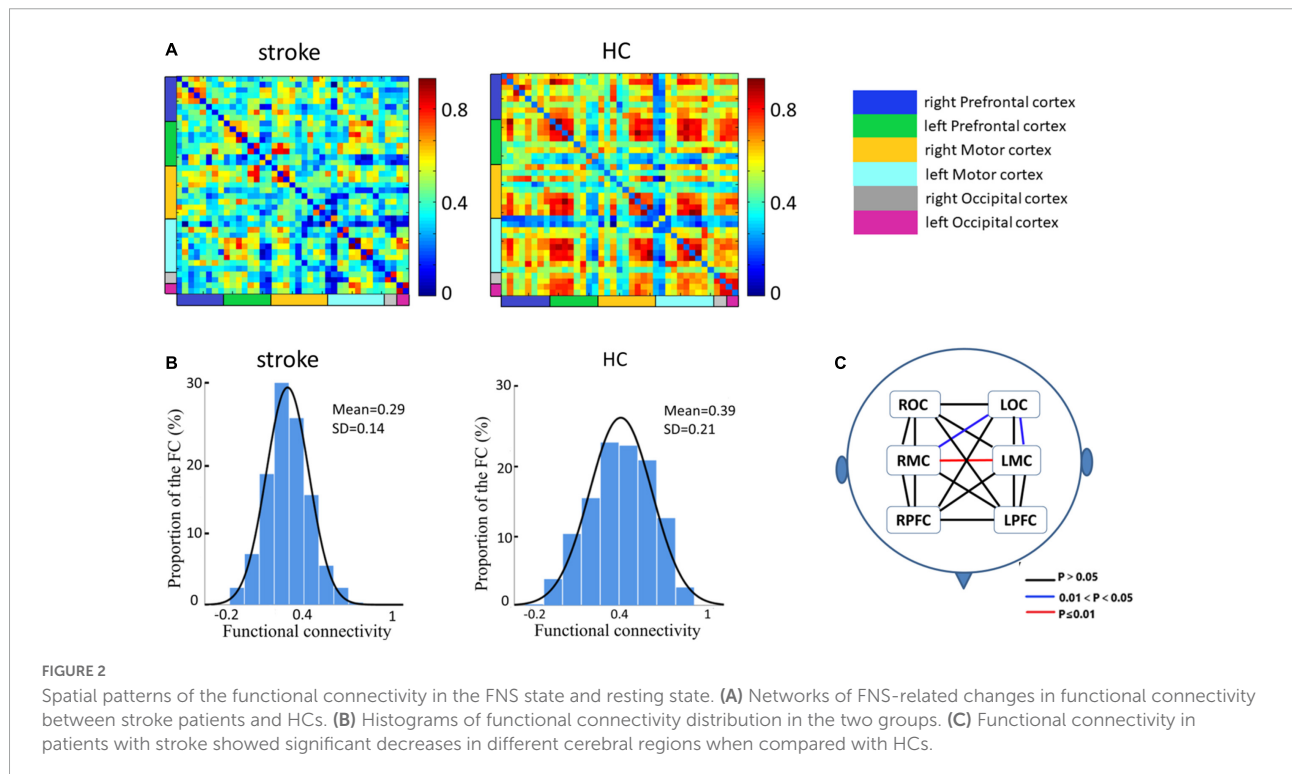 A
stroke
HC
0.8
0.4
0
0.8
0.4
0
right Prefrontal cortex
left Prefrontal cortex
right Motor cortex
left Motor cortex
right Occipital cortex
left Occipital cortex
B
stroke
Proportion of the FC (%)
30
20
10
0
Mean=0.29
SD=0.14
-0.2
0.4
1
Functional connectivity
HC
Proportion of the FC (%)
30
20
10
0
Mean=0.39
SD=0.21
-0.2
0.4
1
Functional connectivity
C
ROC
LOC
RMC
LMC
RPFC
LPFC
P > 0.05
0.01 < P < 0.05
P≤0.01
FIGURE 2
Spatial patterns of the functional connectivity in the FNS state and resting state. (A) Networks of FNS-related changes in functional connectivity
between stroke patients and HCs. (B) Histograms of functional connectivity distribution in the two groups. (C) Functional connectivity in
patients with stroke showed significant decreases in different cerebral regions when compared with HCs.